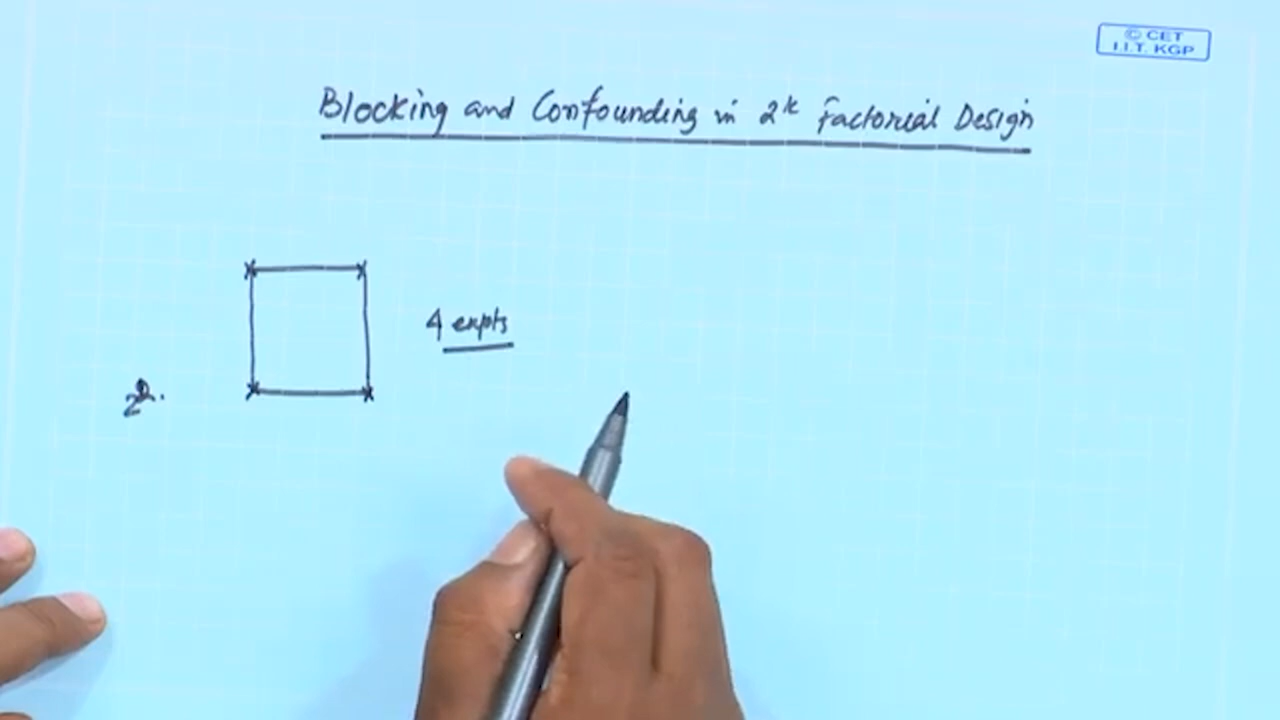 © CET
I.I.T. KGP
Blocking and Confounding in 2^k Factorial Design
4 expts
2^2.